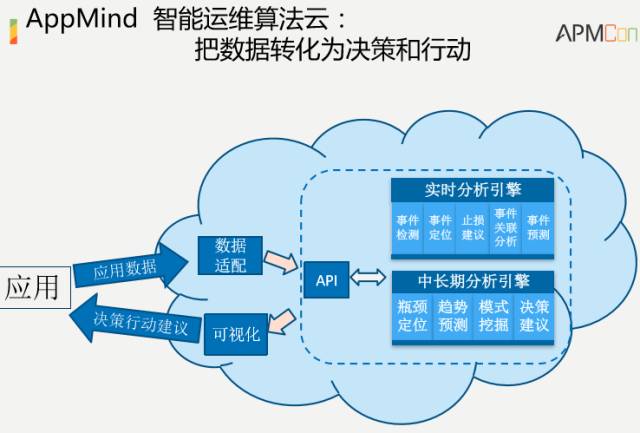 AppMind 智能运维算法云：
把数据转化为决策和行动
APMCon
实时分析引擎
事件 事件 止损 事件 事件
检测 定位 建议 关联 预测
分析
数据
适配
应用数据
API
应用
中长期分析引擎
瓶颈 趋势 模式 决策
定位 预测 挖掘 建议
决策行动建议
可视化